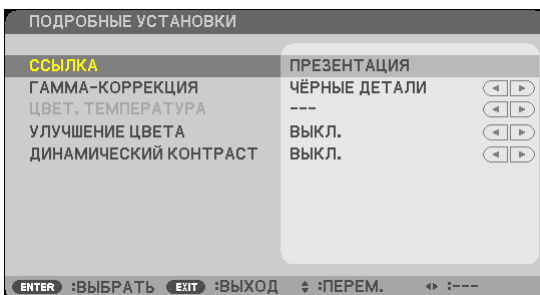 ПОДРОБНЫЕ УСТАНОВКИ
ССЫЛКА ПРЕЗЕНТАЦИЯ
ГАММА-КОРРЕКЦИЯ ЧЁРНЫЕ ДЕТАЛИ
ЦВЕТ. ТЕМПЕРАТУРА ---
УЛУЧШЕНИЕ ЦВЕТА ВЫКЛ.
ДИНАМИЧЕСКИЙ КОНТРАСТ ВЫКЛ.
ENTER :ВЫБРАТЬ EXIT :ВЫХОД :ПЕРЕМ. :---